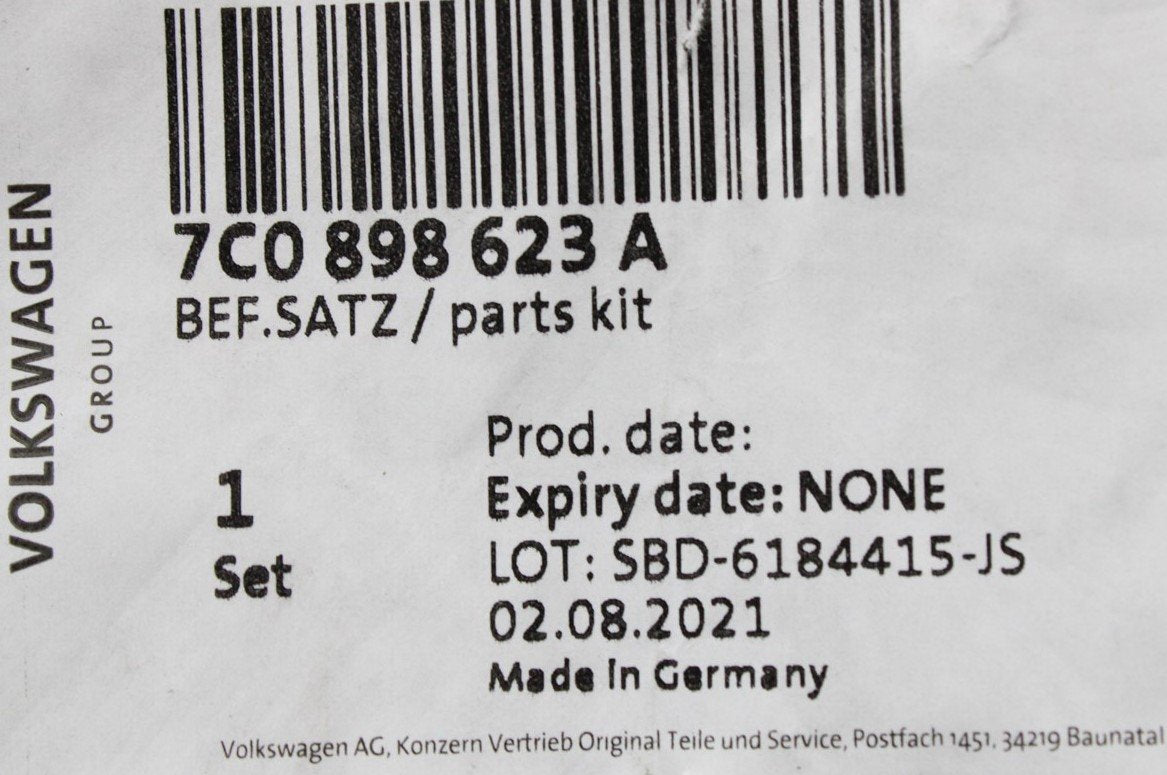 VOLKSWAGEN
GROUP
7C0 898 623 A
BEF.SATZ / parts kit
1
Set
Prod. date:
Expiry date: NONE
LOT: SBD-6184415-JS
02.08.2021
Made in Germany
Volkswagen AG, Konzern Vertrieb Original Teile und Service, Postfach 1451, 34219 Baunatal